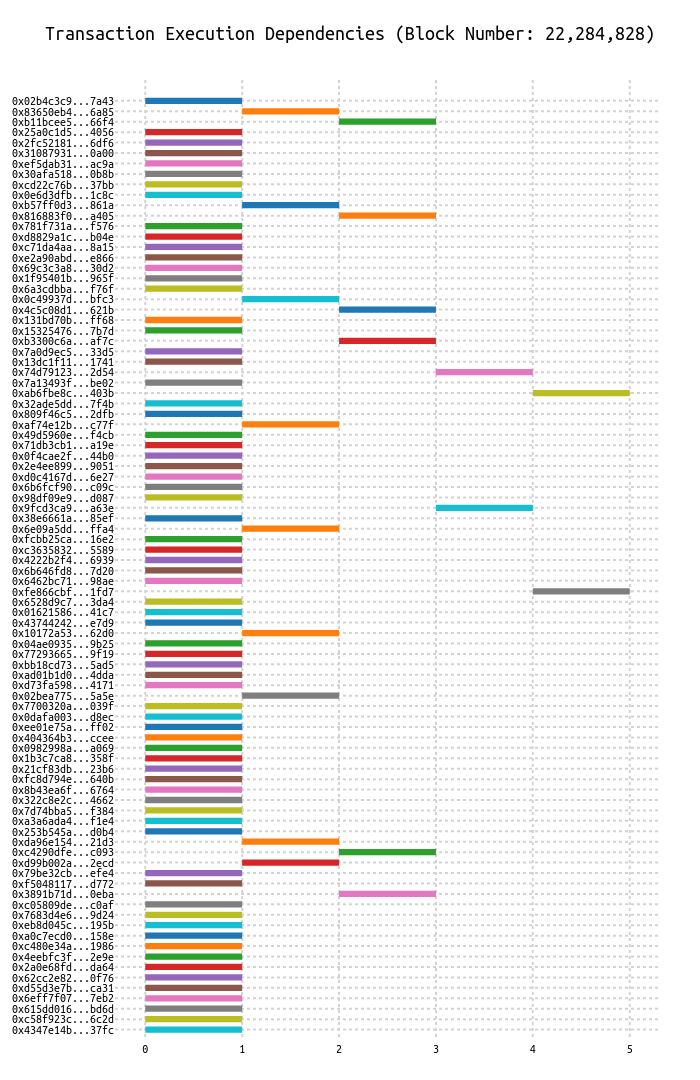 Transaction Execution Dependencies (Block Number: 22,284,828)
0x02b4c3c9...7a43
0x83650eb4...6a85
0xb11bcee5...66f4
0x25a0c1d5...4056
0x2fc52181...6df6
0x31087931...0a00
0xef5dab31...ac9a
0x30afa518...0b8b
0xcd22c76b...37bb
0x0e6d3dfb...1c8c
0xb57ff0d3...861a
0x816883f0...a405
0x781f731a...f576
0xd8829a1c...b04e
0xc71da4aa...8a15
0xe2a90abd...e866
0x69c3c3a8...30d2
0x1f95401b...965f
0x6a3cdbba...f76f
0x0c49937d...bfc3
0x4c5c08d1...621b
0x131bd70b...ff68
0x15325476...7b7d
0xb3300c6a...af7c
0x7a0d9ec5...33d5
0x13dc1f11...1741
0x74d79123...2d54
0x7a13493f...be02
0xab6fbe8c...403b
0x32ade5dd...7f4b
0x809f46c5...2dfb
0xaf74e12b...c77f
0x49d5960e...f4cb
0x71db3cb1...a19e
0x0f4cae2f...44b0
0x2e4ee899...9051
0xd0c4167d...6e27
0x6b6fcf90...c09c
0x98df09e9...d087
0x9fcd3ca9...a63e
0x38e6661a...85ef
0x6e09a5dd...ffa4
0xfcbb25ca...16e2
0xc3635832...5589
0x4222b2f4...6939
0x6b646fd8...7d20
0x6462bc71...98ae
0xfe866cbf...1fd7
0x6528d9c7...3da4
0x01621586...41c7
0x43744242...e7d9
0x10172a53...62d0
0x04ae0935...9b25
0x77293665...9f19
0xbb18cd73...5ad5
0xad01b1d0...4dda
0xd73fa598...4171
0x02bea775...5a5e
0x7700320a...039f
0x0dafa003...d8ec
0xee01e75a...ff02
0x404364b3...ccee
0x0982998a...a069
0x1b3c7ca8...358f
0x21cf83db...23b6
0xfc8d794e...640b
0x8b43ea6f...6764
0x322c8e2c...4662
0x7d74bba5...f384
0xa3a6ada4...f1e4
0x253b545a...d0b4
0xda96e154...21d3
0xc4290dfe...c093
0xd99b002a...2ecd
0x79be32cb...efe4
0xf5048117...d772
0x3891b71d...0eba
0xc05809de...c0af
0x7683d4e6...9d24
0xeb8d045c...195b
0xa0c7ecd0...158e
0xc480e34a...1986
0x4eebfc3f...2e9e
0x2a0e68fd...da64
0x62cc2e82...0f76
0xd55d3e7b...ca31
0x6eff7f07...7eb2
0x615dd016...bd6d
0xc58f923c...6c2d
0x4347e14b...37fc
0 1 2 3 4 5